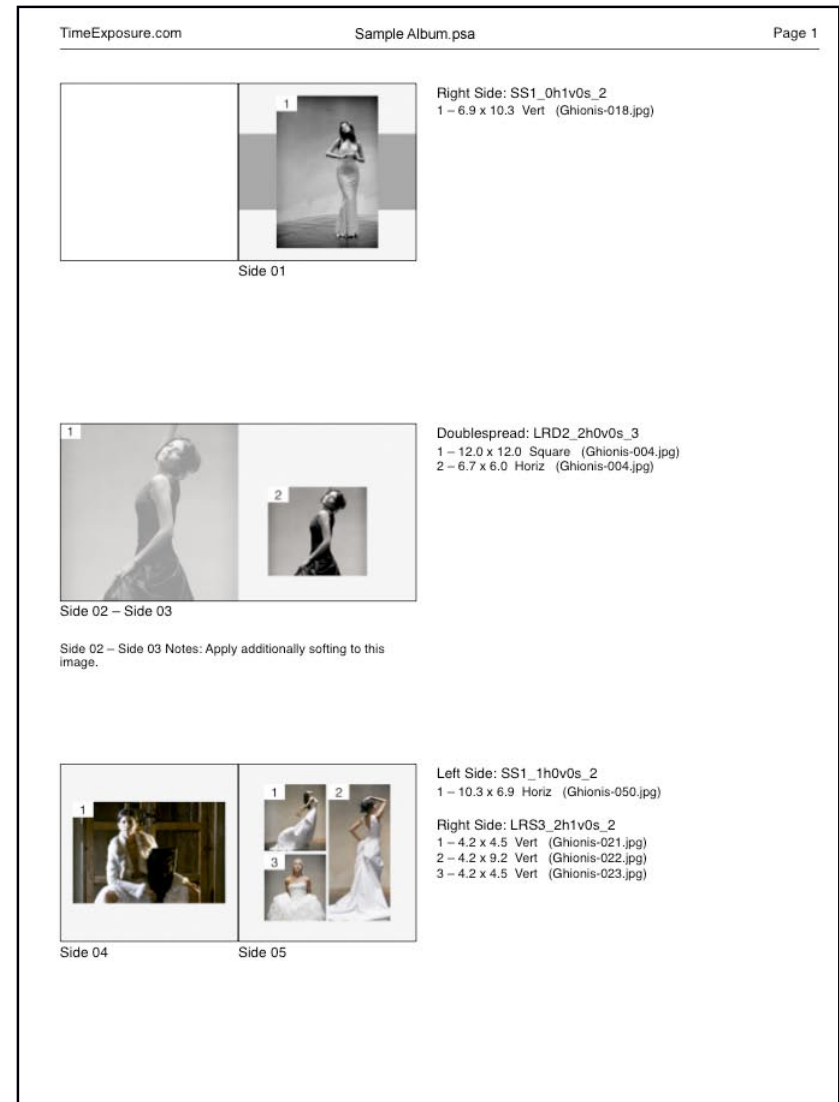 TimeExposure.com
Sample Album.psa
Page 1
1
Side 01
Right Side: SS1_0h1v0s_2
1 – 6.9 x 10.3 Vert (Ghionis-018.jpg)
1
2
Side 02 – Side 03
Side 02 – Side 03 Notes: Apply additionally softing to this
image.
Doublespread: LRD2_2h0v0s_3
1 – 12.0 x 12.0 Square (Ghionis-004.jpg)
2 – 6.7 x 6.0 Horiz (Ghionis-004.jpg)
1
Side 04
1
2
3
Side 05
Left Side: SS1_1h0v0s_2
1 – 10.3 x 6.9 Horiz (Ghionis-050.jpg)
Right Side: LRS3_2h1v0s_2
1 – 4.2 x 4.5 Vert (Ghionis-021.jpg)
2 – 4.2 x 9.2 Vert (Ghionis-022.jpg)
3 – 4.2 x 4.5 Vert (Ghionis-023.jpg)